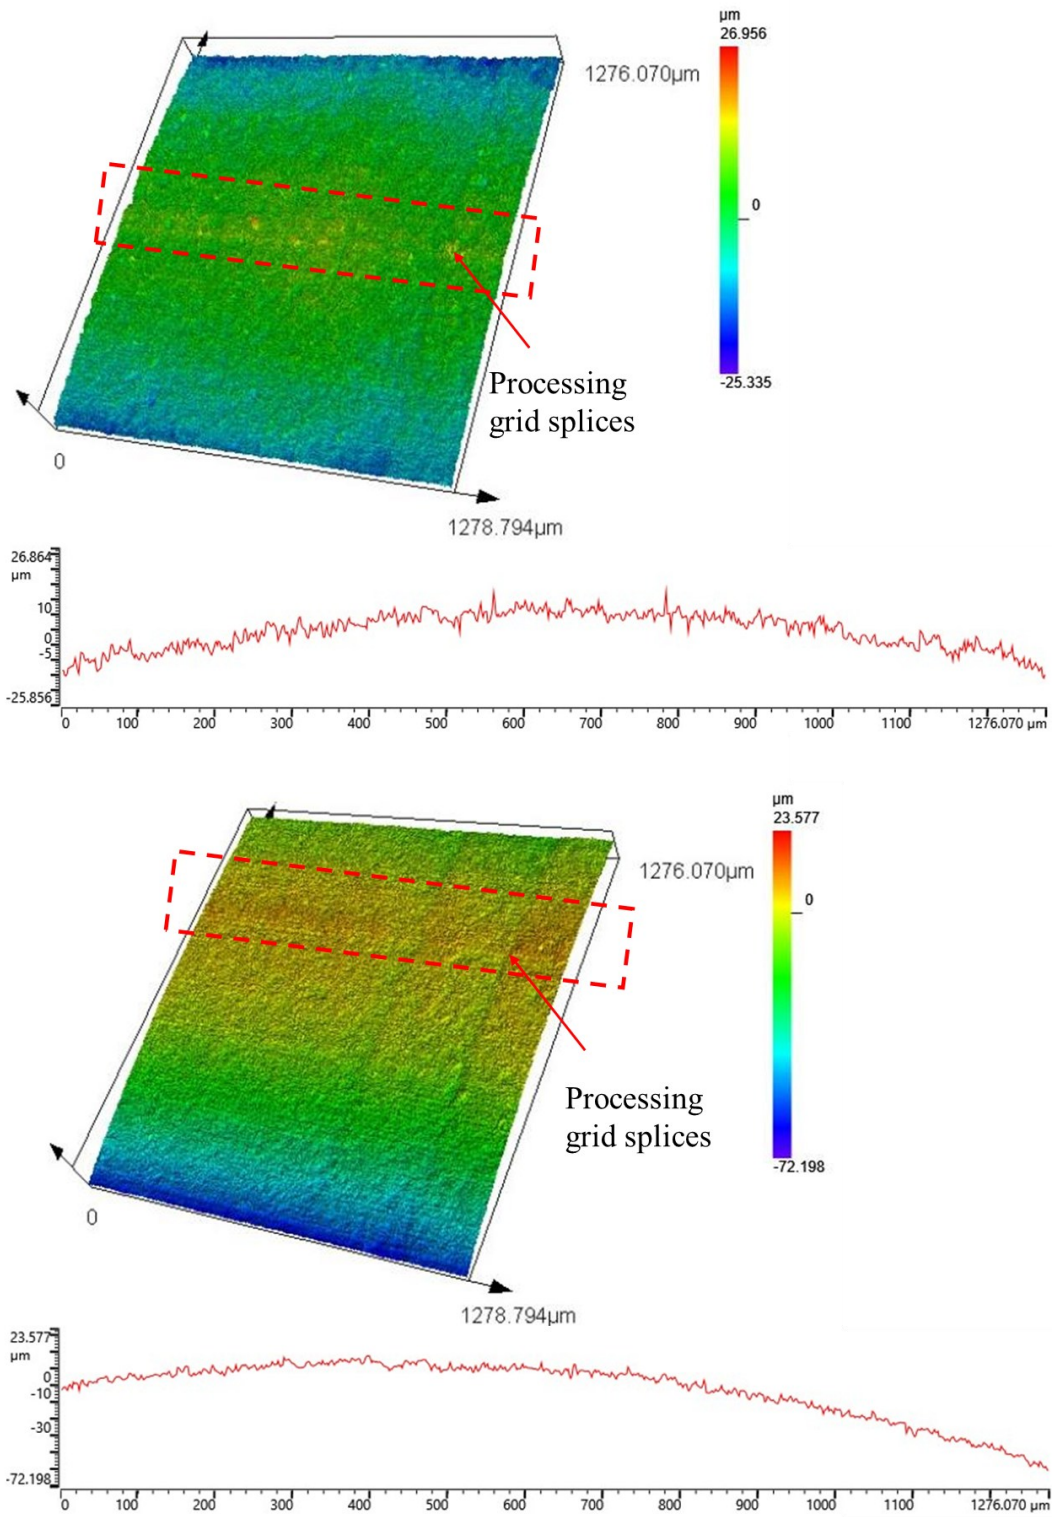 μm
26.956
1276.070μm
0
-25.335
Processing
grid splices
0
1278.794μm
26.864
μm
10
0
-5
-25.856
0 100 200 300 400 500 600 700 800 900 1000 1100 1276.070 μm
μm
23.577
1276.070μm
0
-72.198
Processing
grid splices
0
1278.794μm
23.577
μm
0
-10
-30
-72.198
0 100 200 300 400 500 600 700 800 900 1000 1100 1276.070 μm